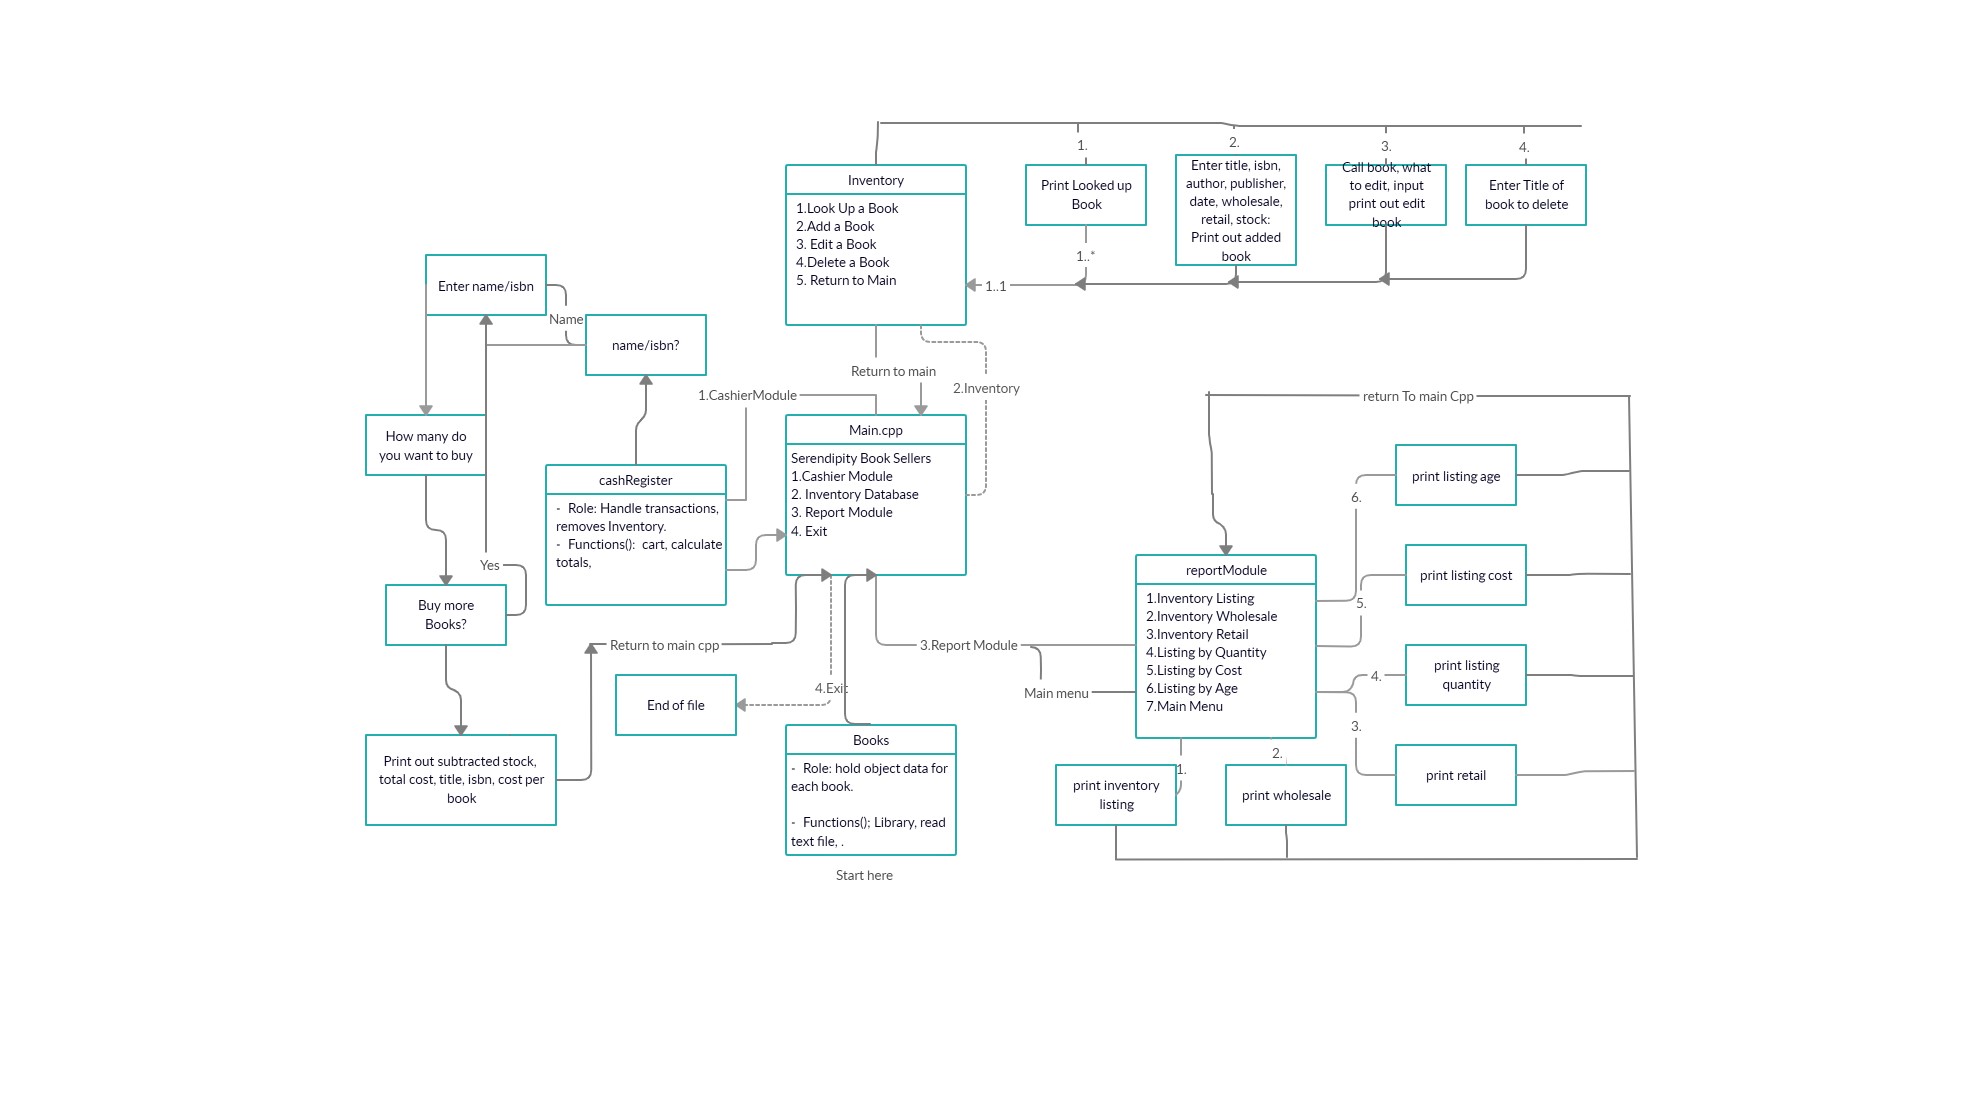 1.
2.
3.
4.
Inventory
1.Look Up a Book
2.Add a Book
3. Edit a Book
4.Delete a Book
5. Return to Main
Print Looked up
Book
Enter title, isbn,
author, publisher,
date, wholesale,
retail, stock:
Print out added
book
Call book, what
to edit, input
print out edit
book
Enter Title of
book to delete
1..*
1..1
Enter name/isbn
Name
name/isbn?
Return to main
2.Inventory
1.CashierModule
return To main Cpp
How many do
you want to buy
cashRegister
- Role: Handle transactions,
removes Inventory.
- Functions(): cart, calculate
totals,
Main.cpp
Serendipity Book Sellers
1.Cashier Module
2. Inventory Database
3. Report Module
4. Exit
Yes
Buy more
Books?
Return to main cpp
3.Report Module
Main menu
4.Exit
End of file
reportModule
1.Inventory Listing
2.Inventory Wholesale
3.Inventory Retail
4.Listing by Quantity
5.Listing by Cost
6.Listing by Age
7.Main Menu
6.
print listing age
5.
print listing cost
4.
print listing
quantity
3.
print retail
1.
2.
print inventory
listing
print wholesale
Print out subtracted stock,
total cost, title, isbn, cost per
book
Books
- Role: hold object data for
each book.
- Functions(); Library, read
text file, .
Start here